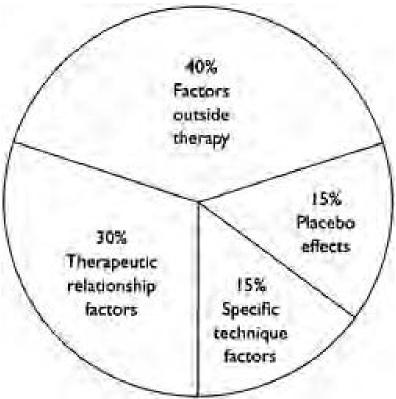 40%
Factors
outside
therapy
15%
Placebo
effects
30%
Therapeutic
relationship
factors
15%
Specific
technique
factors